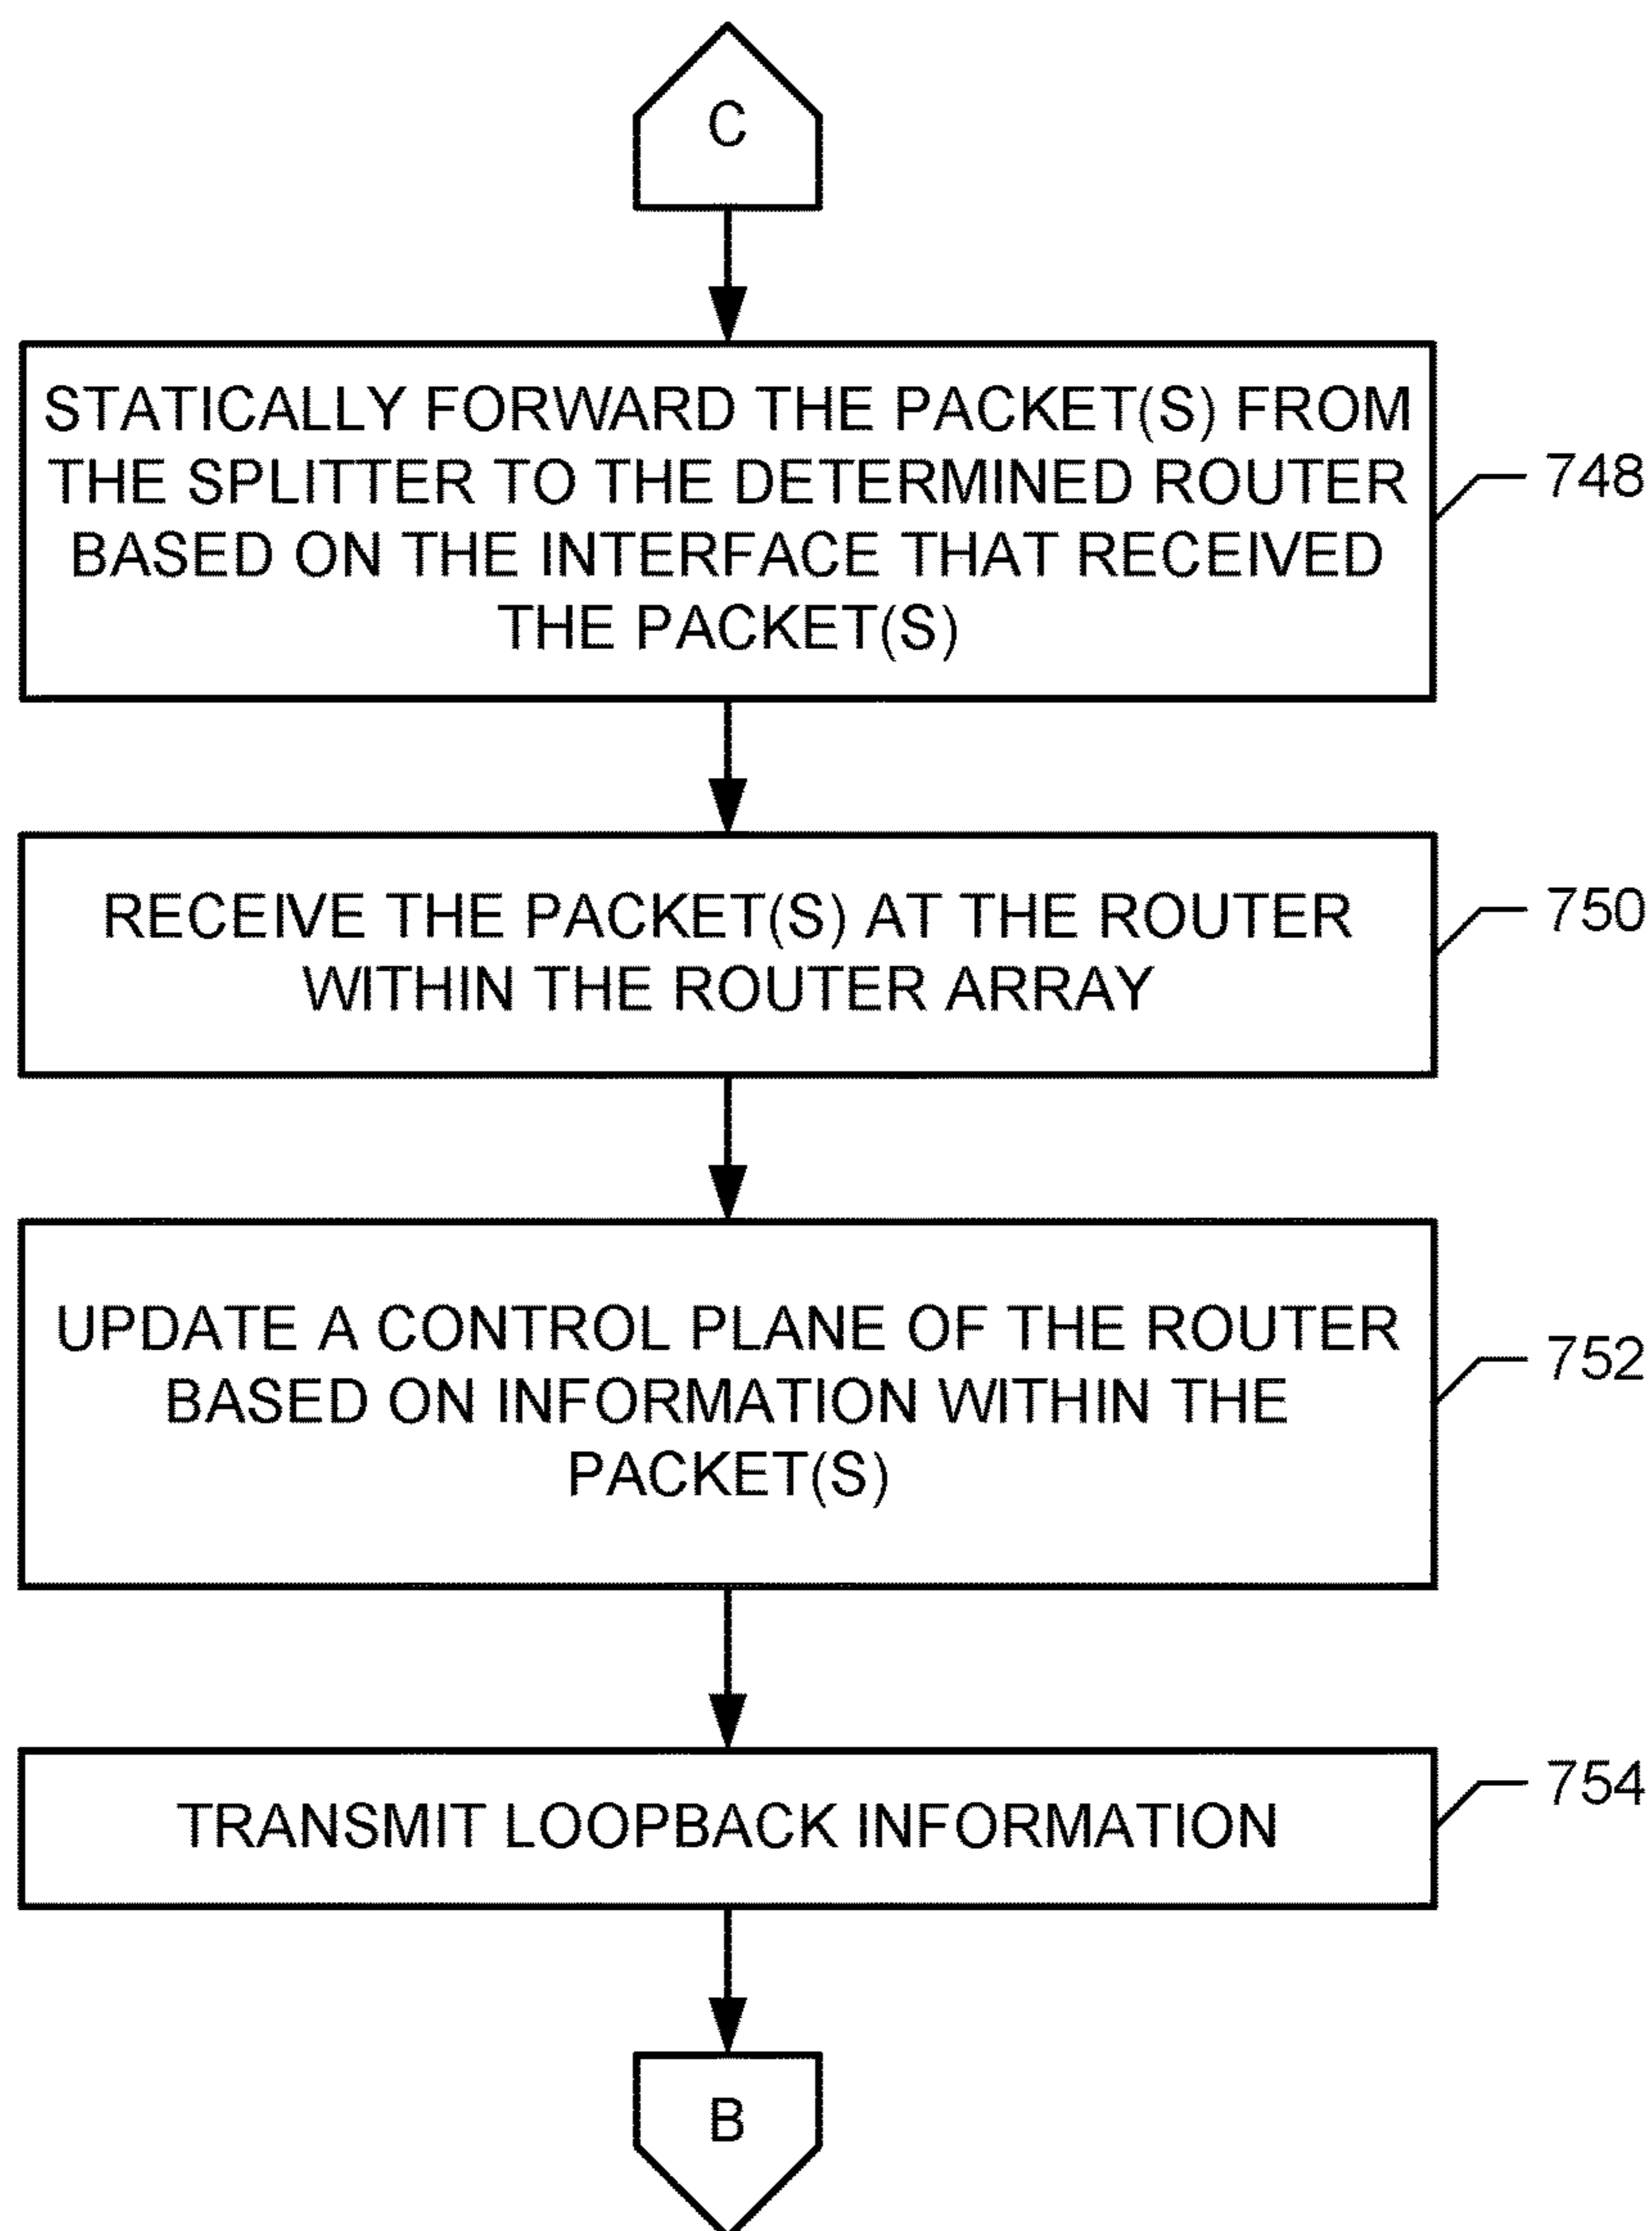 C
STATICALLY FORWARD THE PACKET(S) FROM
THE SPLITTER TO THE DETERMINED ROUTER
BASED ON THE INTERFACE THAT RECEIVED
THE PACKET(S)
748
RECEIVE THE PACKET(S) AT THE ROUTER
WITHIN THE ROUTER ARRAY
750
UPDATE A CONTROL PLANE OF THE ROUTER
BASED ON INFORMATION WITHIN THE
PACKET(S)
752
TRANSMIT LOOPBACK INFORMATION
754
B